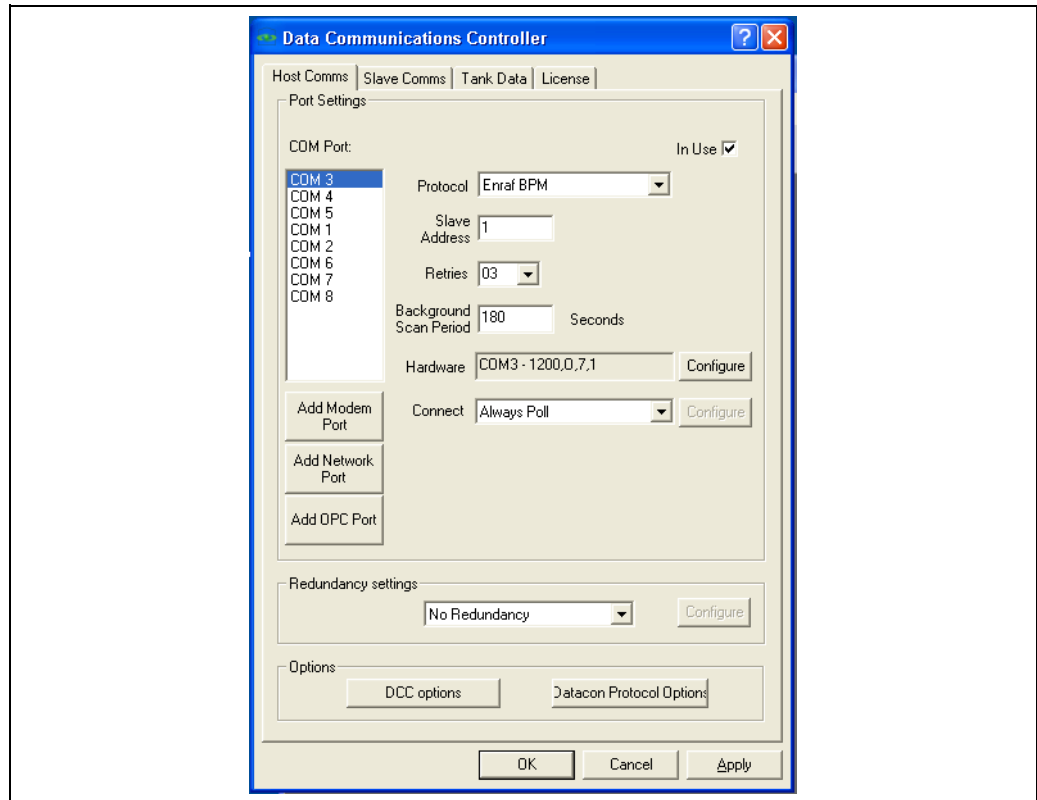 Data Communications Controller
Host Comms Slave Comms Tank Data License
Port Settings
COM Port:
In Use
COM 3
COM 4
COM 5
COM 1
COM 2
COM 6
COM 7
COM 8
Protocol Enraf BPM
Slave Address 1
Retries 03
Background Scan Period 180 Seconds
Hardware COM3 - 1200,O,7,1 Configure
Connect Always Poll Configure
Add Modem Port
Add Network Port
Add OPC Port
Redundancy settings
No Redundancy Configure
Options
DCC options Datacon Protocol Options
OK Cancel Apply